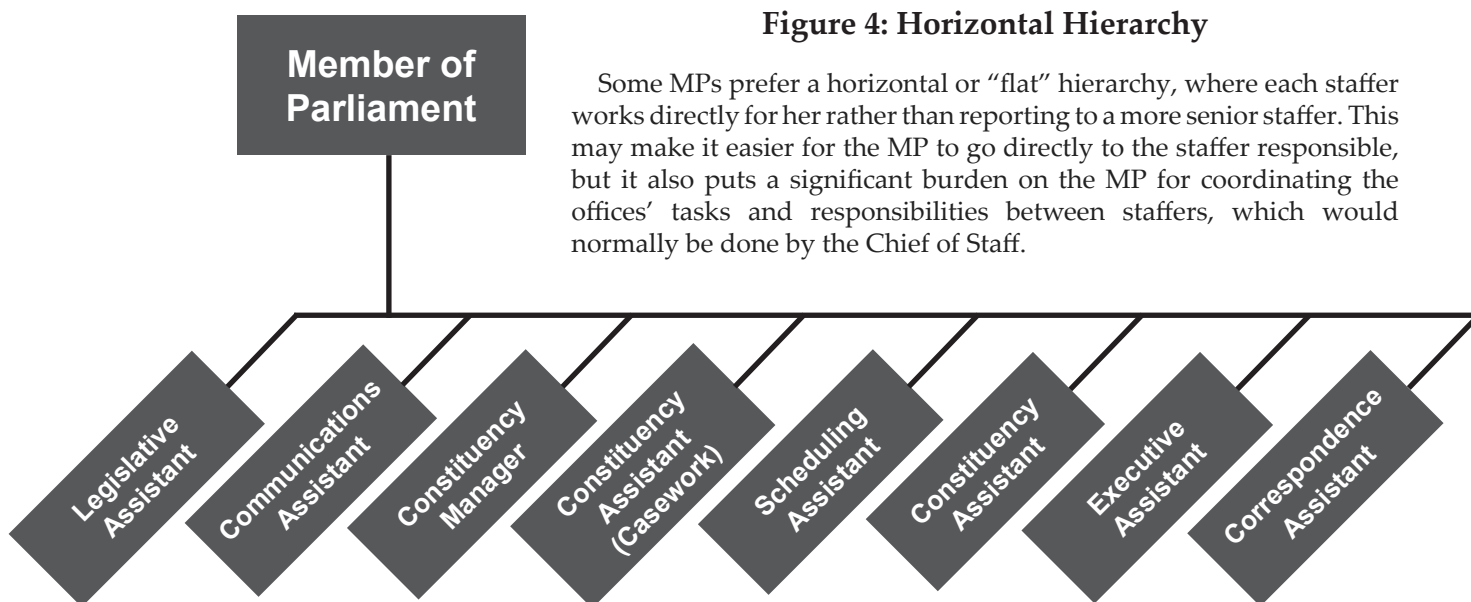 Member of
Parliament
Figure 4: Horizontal Hierarchy
Some MPs prefer a horizontal or “flat” hierarchy, where each staffer
works directly for her rather than reporting to a more senior staffer. This
may make it easier for the MP to go directly to the staffer responsible,
but it also puts a significant burden on the MP for coordinating the
offices’ tasks and responsibilities between staffers, which would
normally be done by the Chief of Staff.
Legislative
Assistant
Communications
Assistant
Constituency
Manager
Constituency
Assistant
(Casework)
Scheduling
Assistant
Constituency
Assistant
Executive
Assistant
Correspondence
Assistant